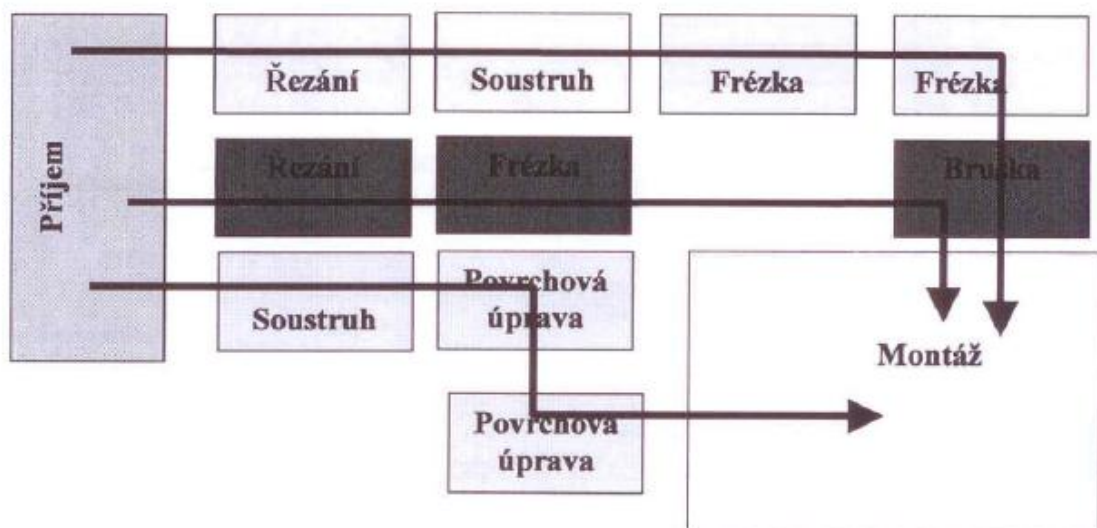 Příjem
Řezání
Soustruh
Frézka
Frézka
Řezání
Frézka
Bruska
Soustruh
Povrchová
úprava
Montáž
Povrchová
úprava